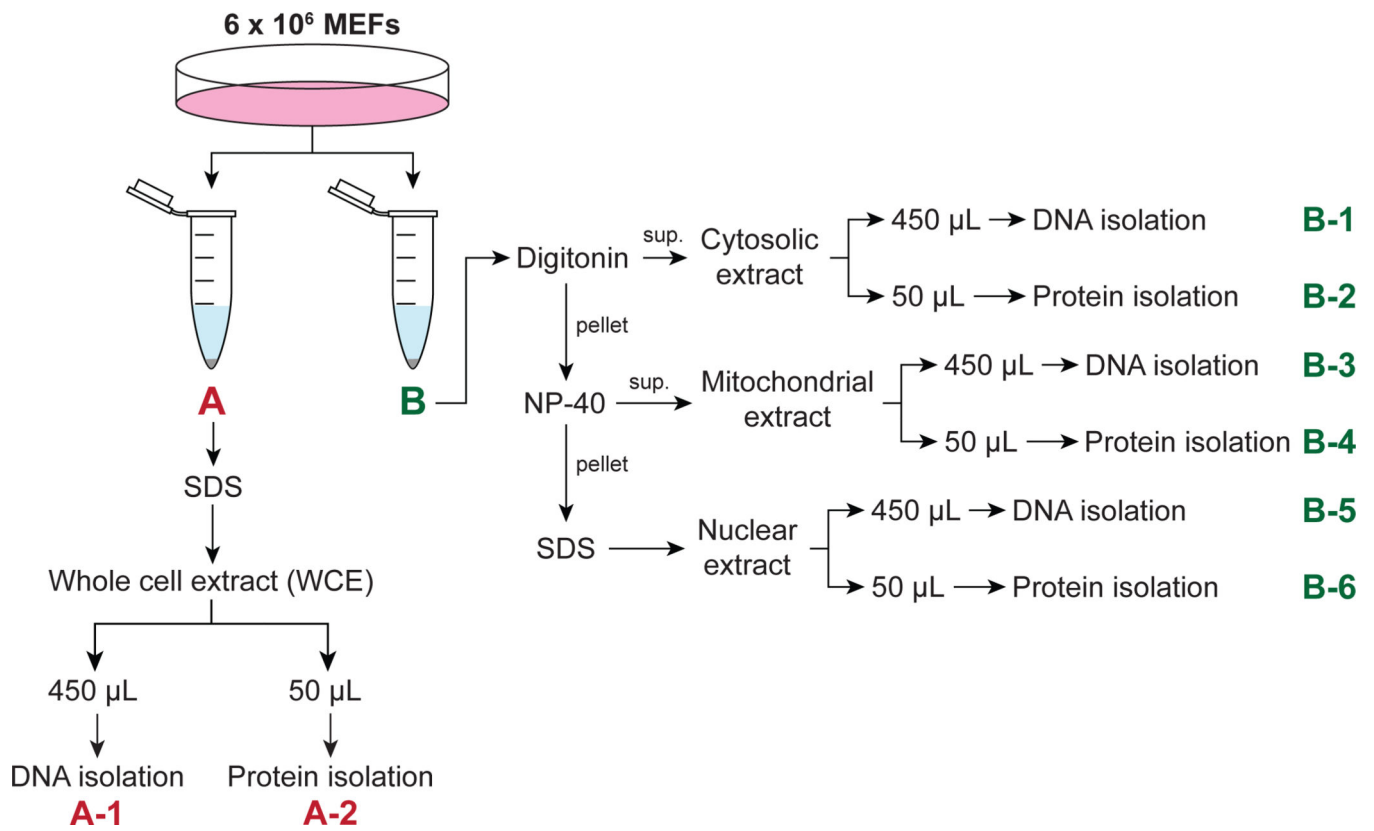 6 x 10⁶ MEFs
A
B
SDS
Whole cell extract (WCE)
450 µL
50 µL
DNA isolation
Protein isolation
A-1
A-2
Digitonin
sup.
Cytosolic
extract
450 µL
DNA isolation
B-1
50 µL
Protein isolation
B-2
pellet
NP-40
sup.
Mitochondrial
extract
450 µL
DNA isolation
B-3
50 µL
Protein isolation
B-4
pellet
SDS
Nuclear
extract
450 µL
DNA isolation
B-5
50 µL
Protein isolation
B-6